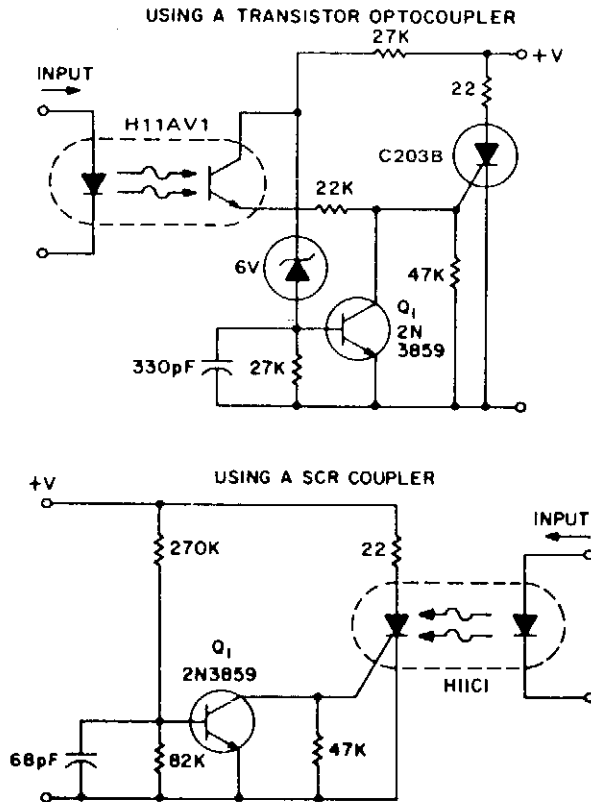 USING A TRANSISTOR OPTOCOUPLER
27K
+V
INPUT
22
H11AV1
C203B
22K
6V
47K
Q1
2N
3859
330pF
27K
USING A SCR COUPLER
+V
INPUT
270K
22
Q1
2N3859
H11C1
68pF
82K
47K